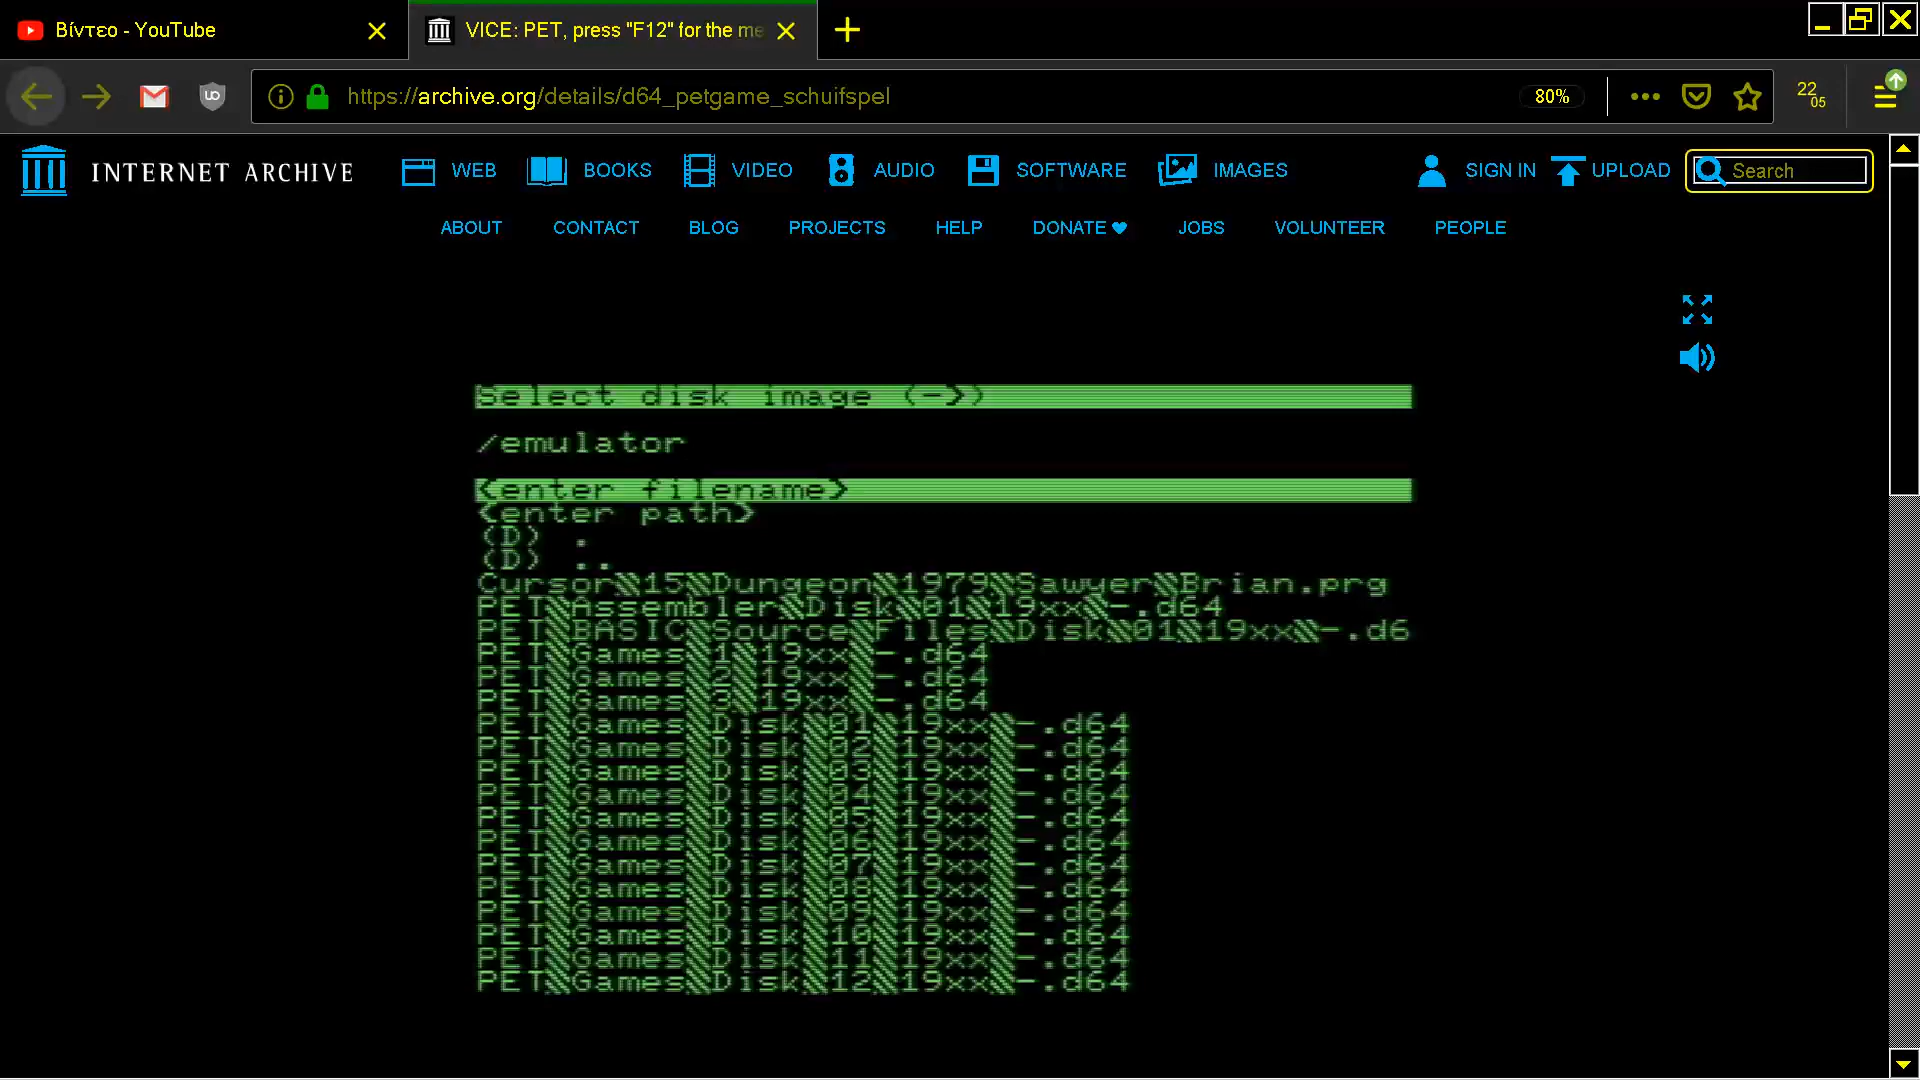 Βίντεο - YouTube
VICE: PET, press "F12" for the me
https://archive.org/details/d64_petgame_schuifspel
80%
22
05
INTERNET ARCHIVE
WEB
BOOKS
VIDEO
AUDIO
SOFTWARE
IMAGES
SIGN IN
UPLOAD
Search
ABOUT
CONTACT
BLOG
PROJECTS
HELP
DONATE
JOBS
VOLUNTEER
PEOPLE
Select disk image (->)
/emulator
<enter filename>
<enter path>
(D) .
(D) ..
Cursor 15 Dungeon 1979 Sawyer Brian.prg
PET Assembler Disk 01 19xx -.d64
PET BASIC Source Files Disk 01 19xx -.d6
PET Games 1 19xx -.d64
PET Games 2 19xx -.d64
PET Games 3 19xx -.d64
PET Games Disk 01 19xx -.d64
PET Games Disk 02 19xx -.d64
PET Games Disk 03 19xx -.d64
PET Games Disk 04 19xx -.d64
PET Games Disk 05 19xx -.d64
PET Games Disk 06 19xx -.d64
PET Games Disk 07 19xx -.d64
PET Games Disk 08 19xx -.d64
PET Games Disk 09 19xx -.d64
PET Games Disk 10 19xx -.d64
PET Games Disk 11 19xx -.d64
PET Games Disk 12 19xx -.d64